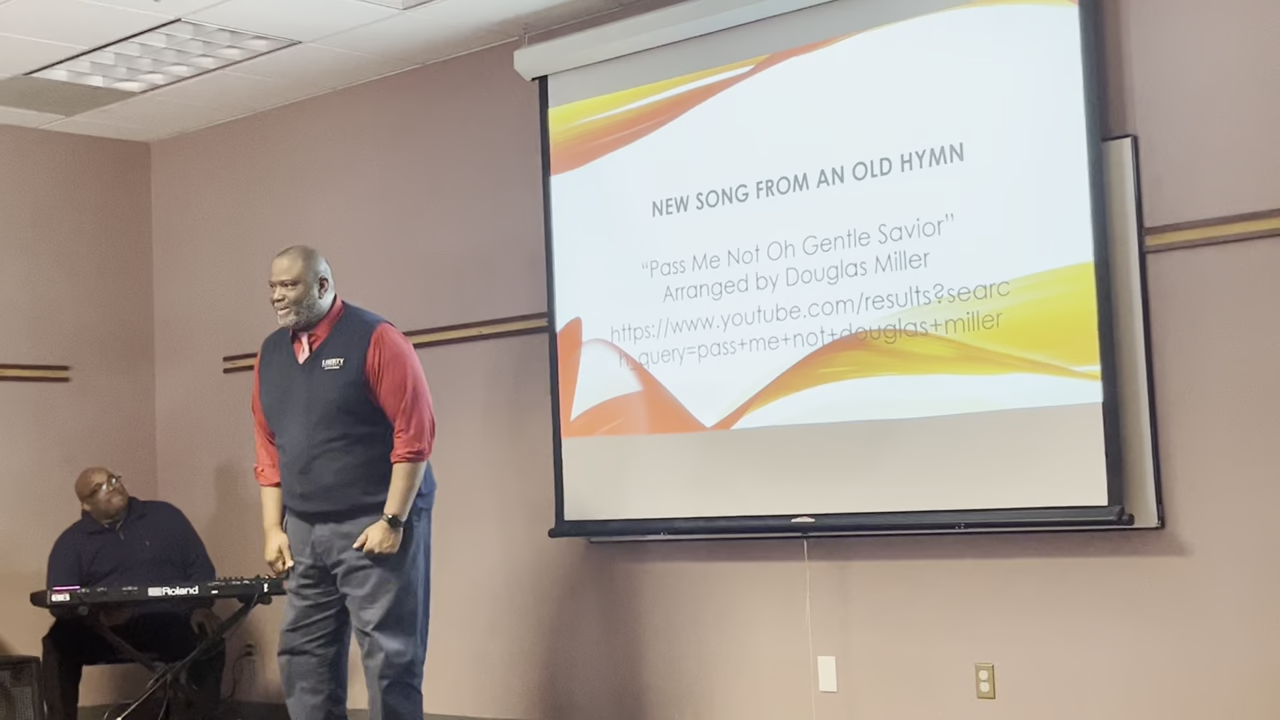 NEW SONG FROM AN OLD HYMN
“Pass Me Not Oh Gentle Savior”
Arranged by Douglas Miller
https://www.youtube.com/results?searc
h_query=pass+me+not+douglas+miller
LIBERTY
Roland